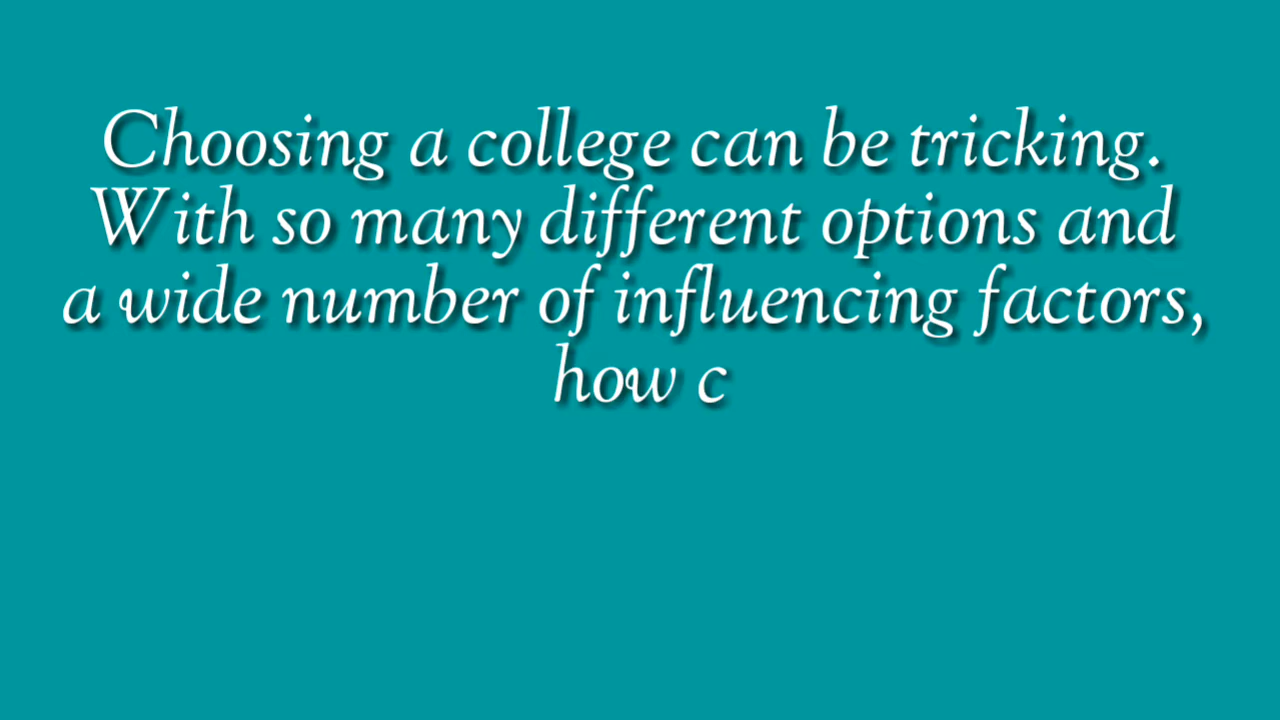 Choosing a college can be tricking.
With so many different options and
a wide number of influencing factors,
how c